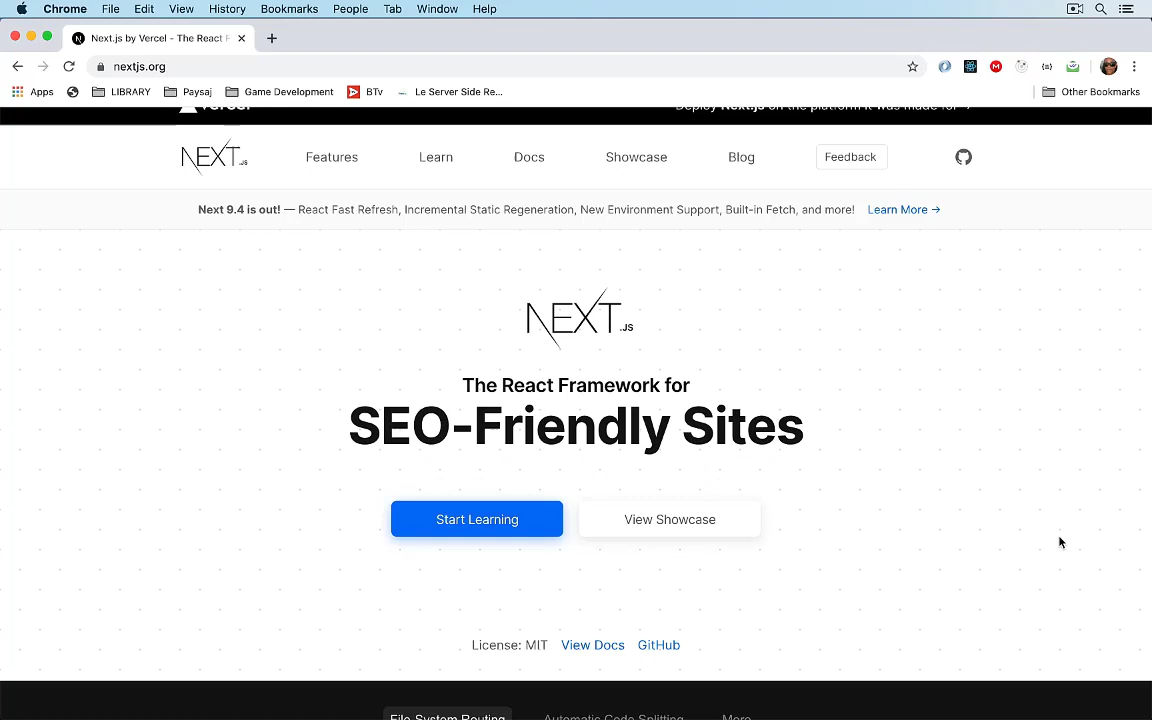 Chrome File Edit View History Bookmarks People Tab Window Help
Next.js by Vercel - The React F
nextjs.org
Apps LIBRARY Paysaj Game Development BTv Le Server Side Re... Other Bookmarks
Vercel Deploy Next.js on the platform it was made for →
NEXT.JS Features Learn Docs Showcase Blog Feedback
Next 9.4 is out! — React Fast Refresh, Incremental Static Regeneration, New Environment Support, Built-in Fetch, and more! Learn More →
NEXT.JS
The React Framework for
SEO-Friendly Sites
Start Learning View Showcase
License: MIT View Docs GitHub
File-System Routing Automatic Code Splitting More